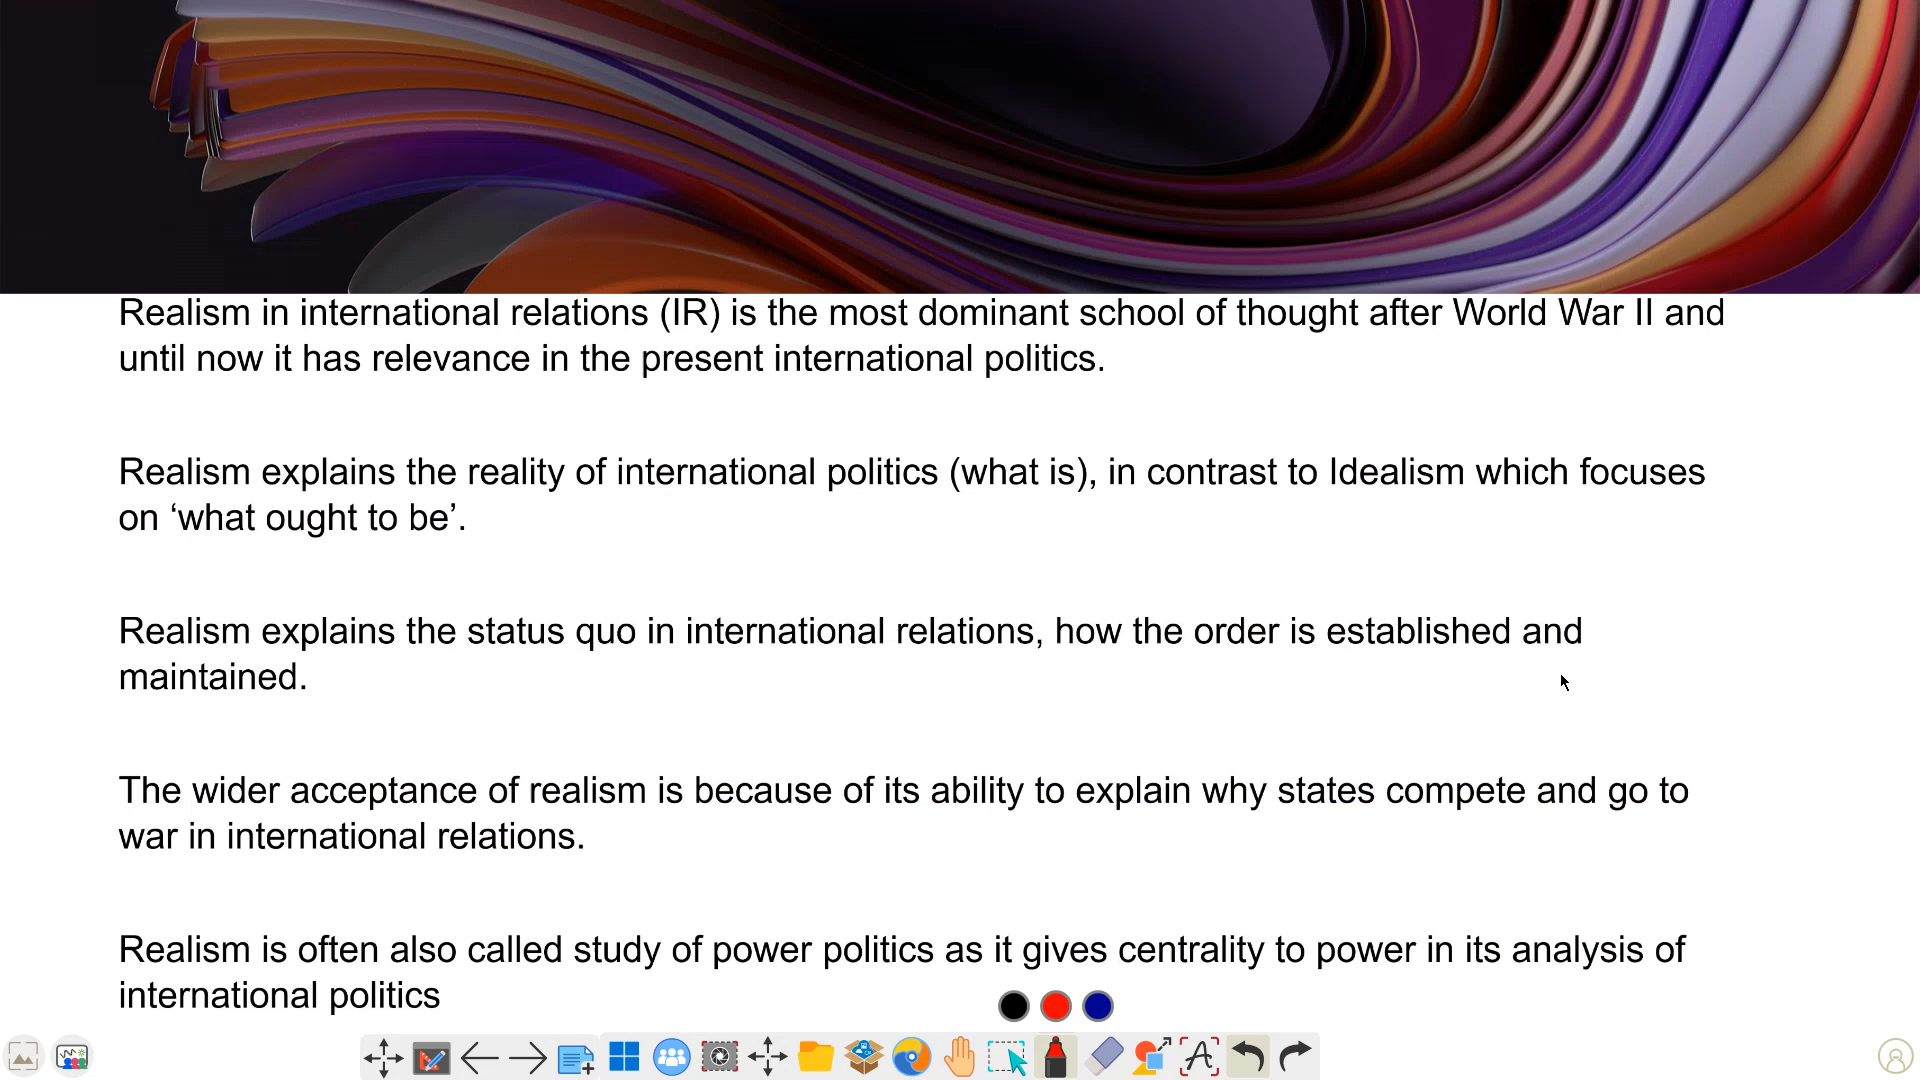 Realism in international relations (IR) is the most dominant school of thought after World War II and
until now it has relevance in the present international politics.
Realism explains the reality of international politics (what is), in contrast to Idealism which focuses
on ‘what ought to be’.
Realism explains the status quo in international relations, how the order is established and
maintained.
The wider acceptance of realism is because of its ability to explain why states compete and go to
war in international relations.
Realism is often also called study of power politics as it gives centrality to power in its analysis of
international politics